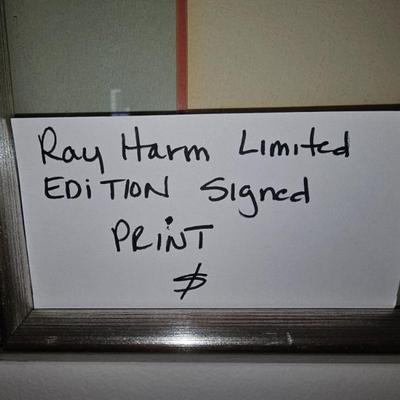 Ray Harm Limited
EDITION Signed
PRINT
$